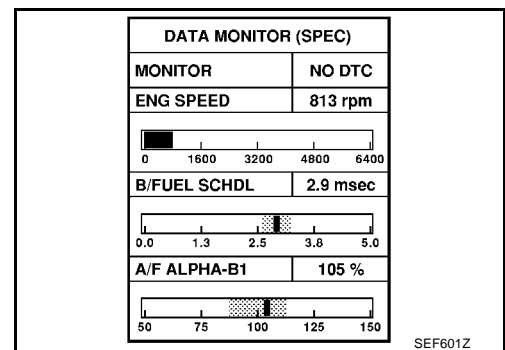 DATA MONITOR (SPEC)
MONITOR NO DTC
ENG SPEED 813 rpm
0 1600 3200 4800 6400
B/FUEL SCHDL 2.9 msec
0.0 1.3 2.5 3.8 5.0
A/F ALPHA-B1 105 %
50 75 100 125 150
SEF601Z